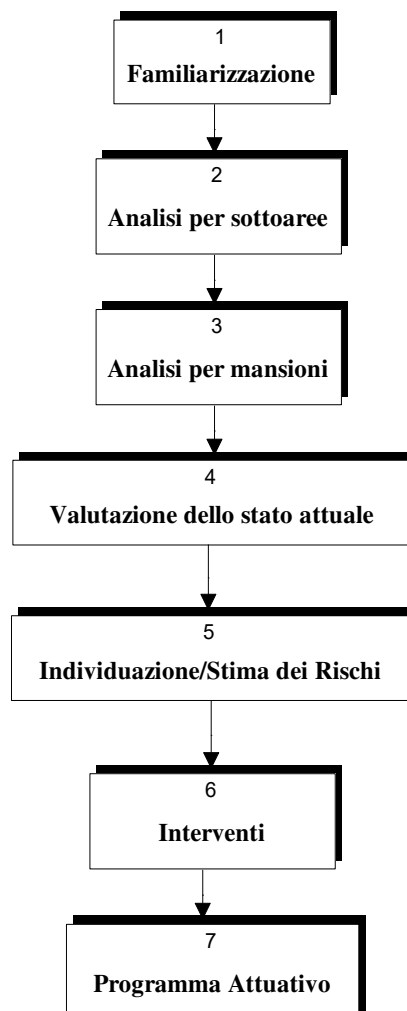 1
Familiarizzazione
2
Analisi per sottoaree
3
Analisi per mansioni
4
Valutazione dello stato attuale
5
Individuazione/Stima dei Rischi
6
Interventi
7
Programma Attuativo